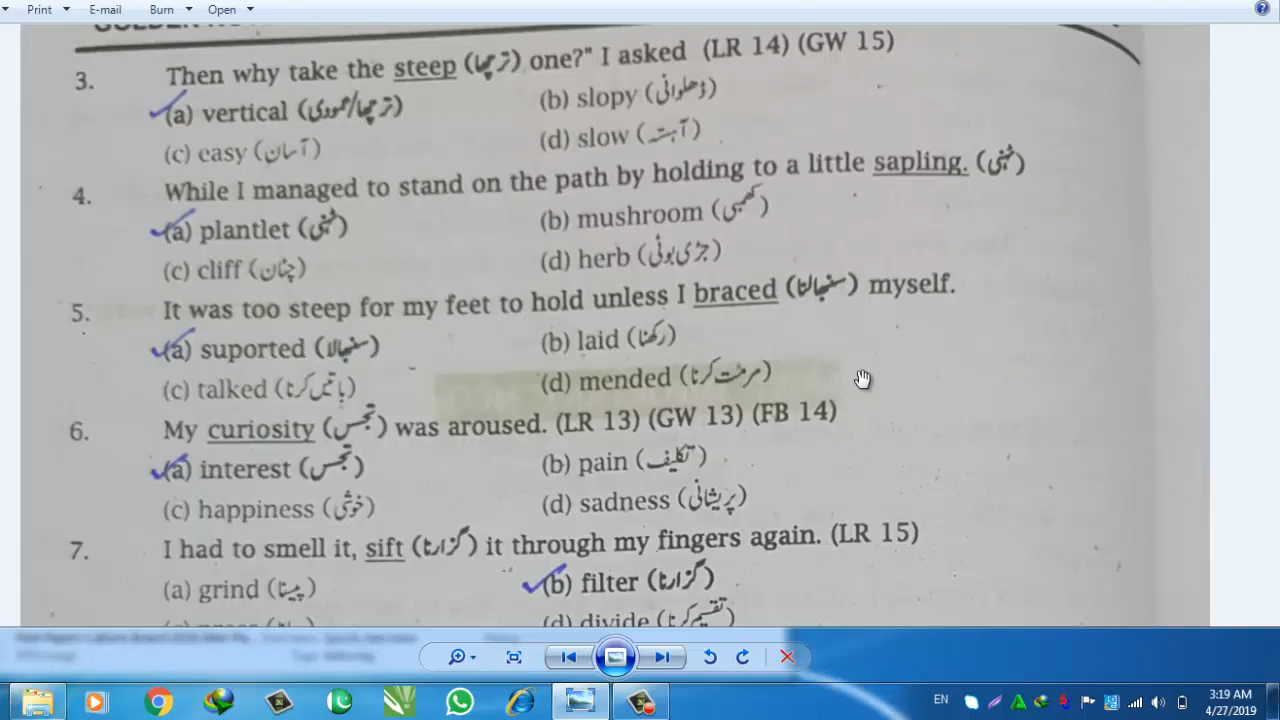 Print E-mail Burn Open
3. Then why take the steep (ترچھا) one?" I asked (LR 14) (GW 15)
(a) vertical (ترچھا/عمودی) (b) slopy (ڈھلوانی)
(c) easy (آسان) (d) slow (آہستہ)
4. While I managed to stand on the path by holding to a little sapling. (ٹہنی)
(a) plantlet (ٹہنی) (b) mushroom (کھمبی)
(c) cliff (چٹان) (d) herb (جڑی بوٹی)
5. It was too steep for my feet to hold unless I braced (سنبھالنا) myself.
(a) suported (سنبھالا) (b) laid (رکھنا)
(c) talked (باتیں کرنا) (d) mended (مرمت کرنا)
6. My curiosity (تجسس) was aroused. (LR 13) (GW 13) (FB 14)
(a) interest (تجسس) (b) pain (تکلیف)
(c) happiness (خوشی) (d) sadness (پریشانی)
7. I had to smell it, sift (گزارنا) it through my fingers again. (LR 15)
(a) grind (پیسنا) (b) filter (گزارنا)
(d) divide (تقسیم کرنا)
EN 3:19 AM
4/27/2019